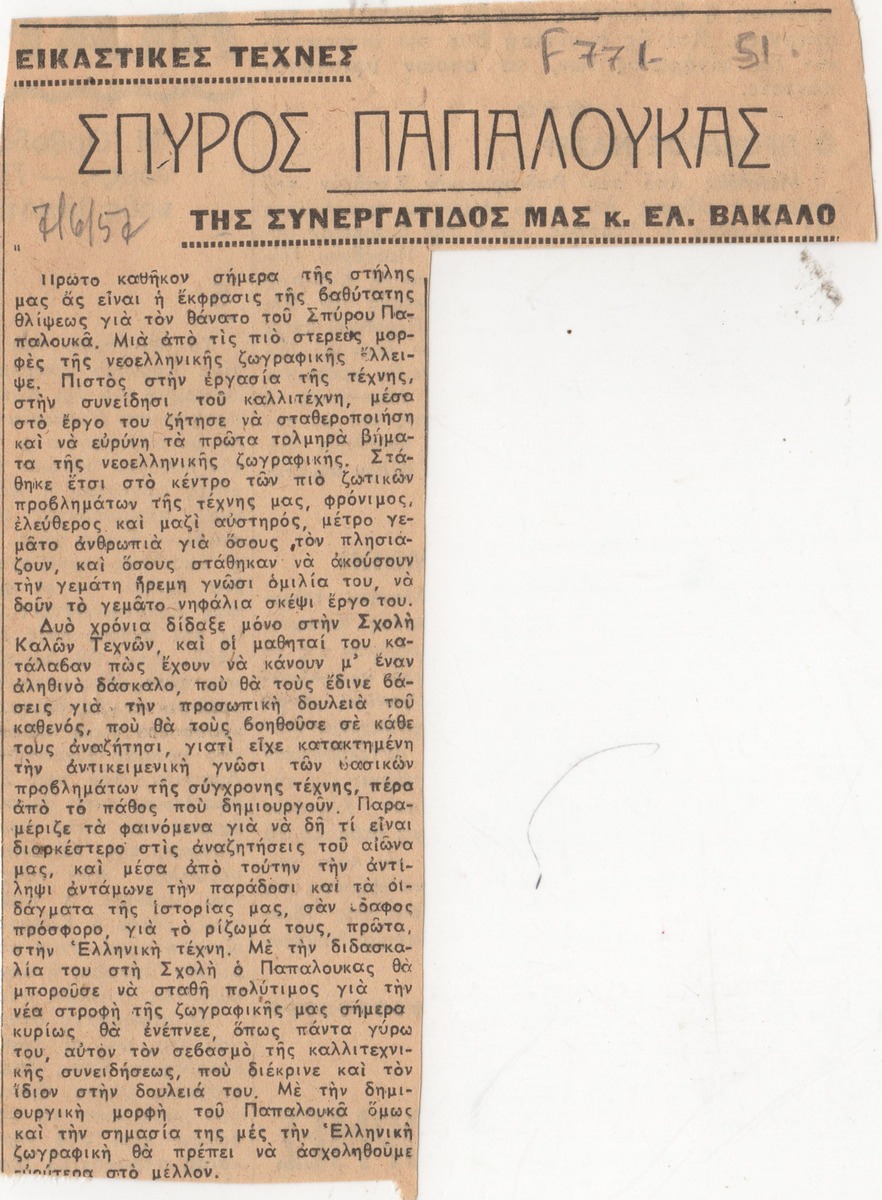 ΕΙΚΑΣΤΙΚΕΣ ΤΕΧΝΕΣ
F 771- 51.
ΣΠΥΡΟΣ ΠΑΠΑΛΟΥΚΑΣ
7/6/57
ΤΗΣ ΣΥΝΕΡΓΑΤΙΔΟΣ ΜΑΣ κ. ΕΛ. ΒΑΚΑΛΟ
Πρῶτο καθῆκον σήμερα τῆς στήλης
μας ἄς εἶναι ἡ ἔκφρασις τῆς βαθύτατης
θλίψεως γιὰ τὸν θάνατο τοῦ Σπύρου Πα-
παλουκᾶ. Μιὰ ἀπὸ τὶς πιὸ στερεὲς μορ-
φὲς τῆς νεοελληνικῆς ζωγραφικῆς ἔλλει-
ψε. Πιστὸς στὴν ἐργασία τῆς τέχνης,
στὴν συνείδησι τοῦ καλλιτέχνη, μέσα
στὸ ἔργο του ζήτησε νὰ σταθεροποιήση
καὶ νὰ εὐρύνη τὰ πρῶτα τολμηρὰ βήμα-
τα τῆς νεοελληνικῆς ζωγραφικῆς. Στά-
θηκε ἔτσι στὸ κέντρο τῶν πιὸ ζωτικῶν
προβλημάτων τῆς τέχνης μας, φρόνιμος,
ἐλεύθερος καὶ μαζὶ αὐστηρός, μέτρο γε-
μᾶτο ἀνθρωπιὰ γιὰ ὅσους τὸν πλησιά-
ζουν, καὶ ὅσους στάθηκαν νὰ ἀκούσουν
τὴν γεμάτη ἤρεμη γνῶσι ὁμιλία του, νὰ
δοῦν τὸ γεμᾶτο νηφάλια σκέψι ἔργο του.
Δυὸ χρόνια δίδαξε μόνο στὴν Σχολὴ
Καλῶν Τεχνῶν, καὶ οἱ μαθηταί του κα-
τάλαβαν πὼς ἔχουν νὰ κάνουν μ' ἕναν
ἀληθινὸ δάσκαλο, ποὺ θὰ τοὺς ἔδινε βά-
σεις γιὰ τὴν προσωπικὴ δουλειὰ τοῦ
καθενός, ποὺ θὰ τοὺς βοηθοῦσε σὲ κάθε
τους ἀναζήτησι, γιατὶ εἶχε κατακτημένη
τὴν ἀντικειμενικὴ γνῶσι τῶν βασικῶν
προβλημάτων τῆς σύγχρονης τέχνης, πέρα
ἀπὸ τὸ πάθος ποὺ δημιουργοῦν. Παρα-
μέριζε τὰ φαινόμενα γιὰ νὰ δῆ τί εἶναι
διαρκέστερο στὶς ἀναζητήσεις τοῦ αἰῶνα
μας, καὶ μέσα ἀπὸ τούτην τὴν ἀντί-
ληψι ἀντάμωνε τὴν παράδοσι καὶ τὰ δι-
δάγματα τῆς ἱστορίας μας, σὰν ἔδαφος
πρόσφορο, γιὰ τὸ ρίζωμά τους, πρῶτα,
στὴν Ἑλληνικὴ τέχνη. Μὲ τὴν διδασκα-
λία του στὴ Σχολὴ ὁ Παπαλουκας θὰ
μποροῦσε νὰ σταθῆ πολύτιμος γιὰ τὴν
νέα στροφὴ τῆς ζωγραφικῆς μας σήμερα
κυρίως θὰ ἐνέπνεε, ὅπως πάντα γύρω
του, αὐτὸν τὸν σεβασμὸ τῆς καλλιτεχνι-
κῆς συνειδήσεως, ποὺ διέκρινε καὶ τὸν
ἴδιον στὴν δουλειά του. Μὲ τὴν δημι-
ουργικὴ μορφὴ τοῦ Παπαλουκᾶ ὅμως
καὶ τὴν σημασία της μὲς τὴν Ἑλληνικὴ
ζωγραφικὴ θὰ πρέπει νὰ ἀσχοληθοῦμε
εὐρύτερα στὸ μέλλον.